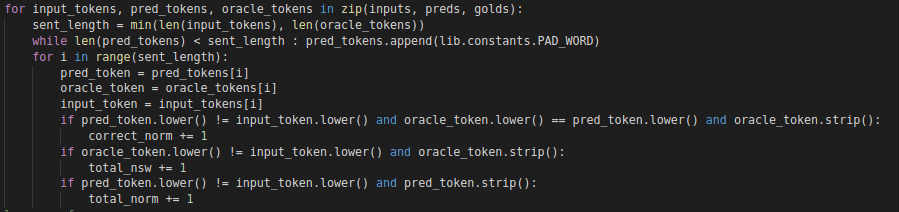 for input_tokens, pred_tokens, oracle_tokens in zip(inputs, preds, golds):
    sent_length = min(len(input_tokens), len(oracle_tokens))
    while len(pred_tokens) < sent_length : pred_tokens.append(lib.constants.PAD_WORD)
    for i in range(sent_length):
        pred_token = pred_tokens[i]
        oracle_token = oracle_tokens[i]
        input_token = input_tokens[i]
        if pred_token.lower() != input_token.lower() and oracle_token.lower() == pred_token.lower() and oracle_token.strip():
            correct_norm += 1
        if oracle_token.lower() != input_token.lower() and oracle_token.strip():
            total_nsw += 1
        if pred_token.lower() != input_token.lower() and pred_token.strip():
            total_norm += 1